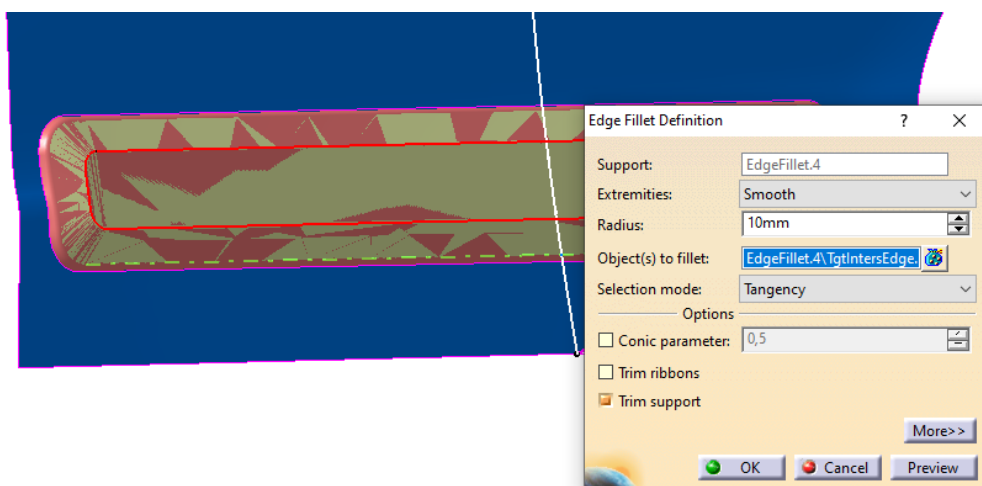 Edge Fillet Definition ? ×
Support: EdgeFillet.4
Extremities: Smooth
Radius: 10mm
Object(s) to fillet: EdgeFillet.4\TgtIntersEdge.
Selection mode: Tangency
Options
Conic parameter: 0,5
Trim ribbons
Trim support
More>>
OK Cancel Preview